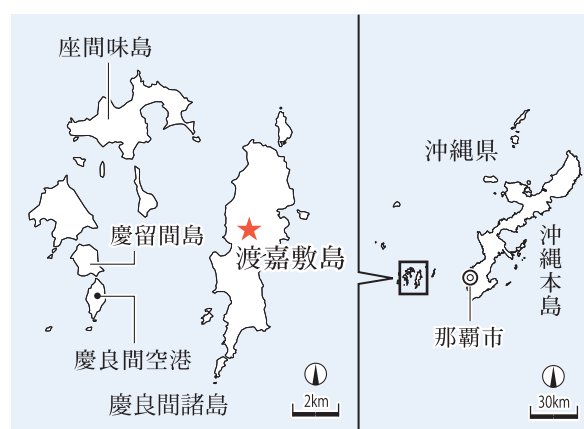 座間味島
慶留間島
渡嘉敷島
慶良間空港
慶良間諸島
2km
沖縄県
沖縄本島
那覇市
30km